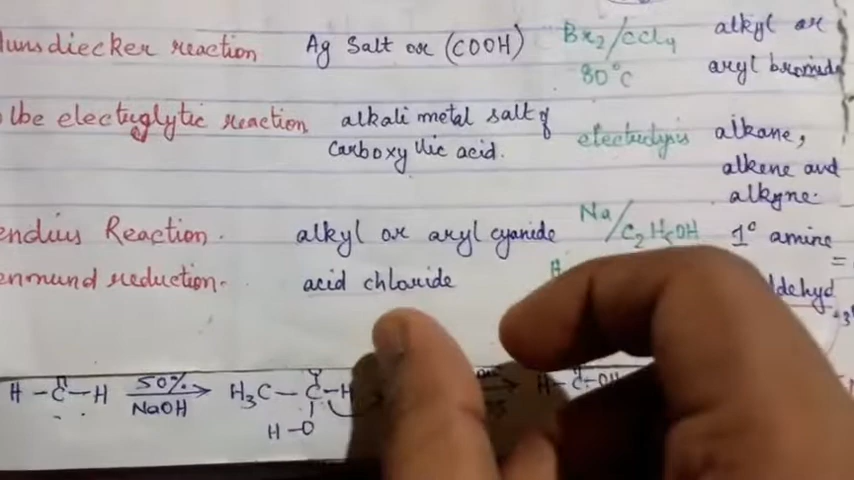 unsdiecker reaction Ag Salt or (COOH) Br2/CCl4 alkyl or
80°C aryl bromide
lbe electrolytic reaction alkali metal salt of electrolysis alkane,
Carboxylic acid. alkene and
alkyne.
endius Reaction. alkyl or aryl cyanide Na/C2H5OH 1° amine
enmund reduction. acid chloride H ldehyd
H-C-H 50% NaOH H3C-C-H H-C-OH
H-O